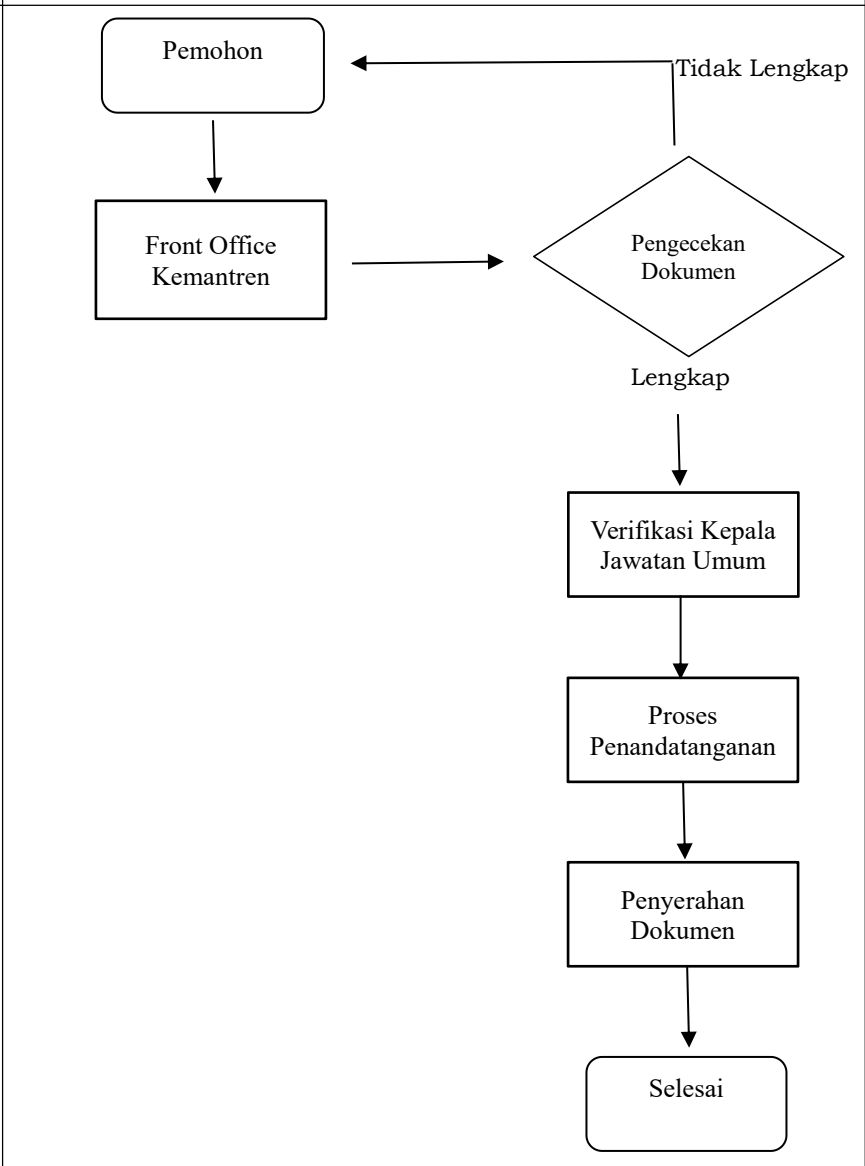 Pemohon
Tidak Lengkap
Front Office
Kemantren
Pengecekan
Dokumen
Lengkap
Verifikasi Kepala
Jawatan Umum
Proses
Penandatanganan
Penyerahan
Dokumen
Selesai